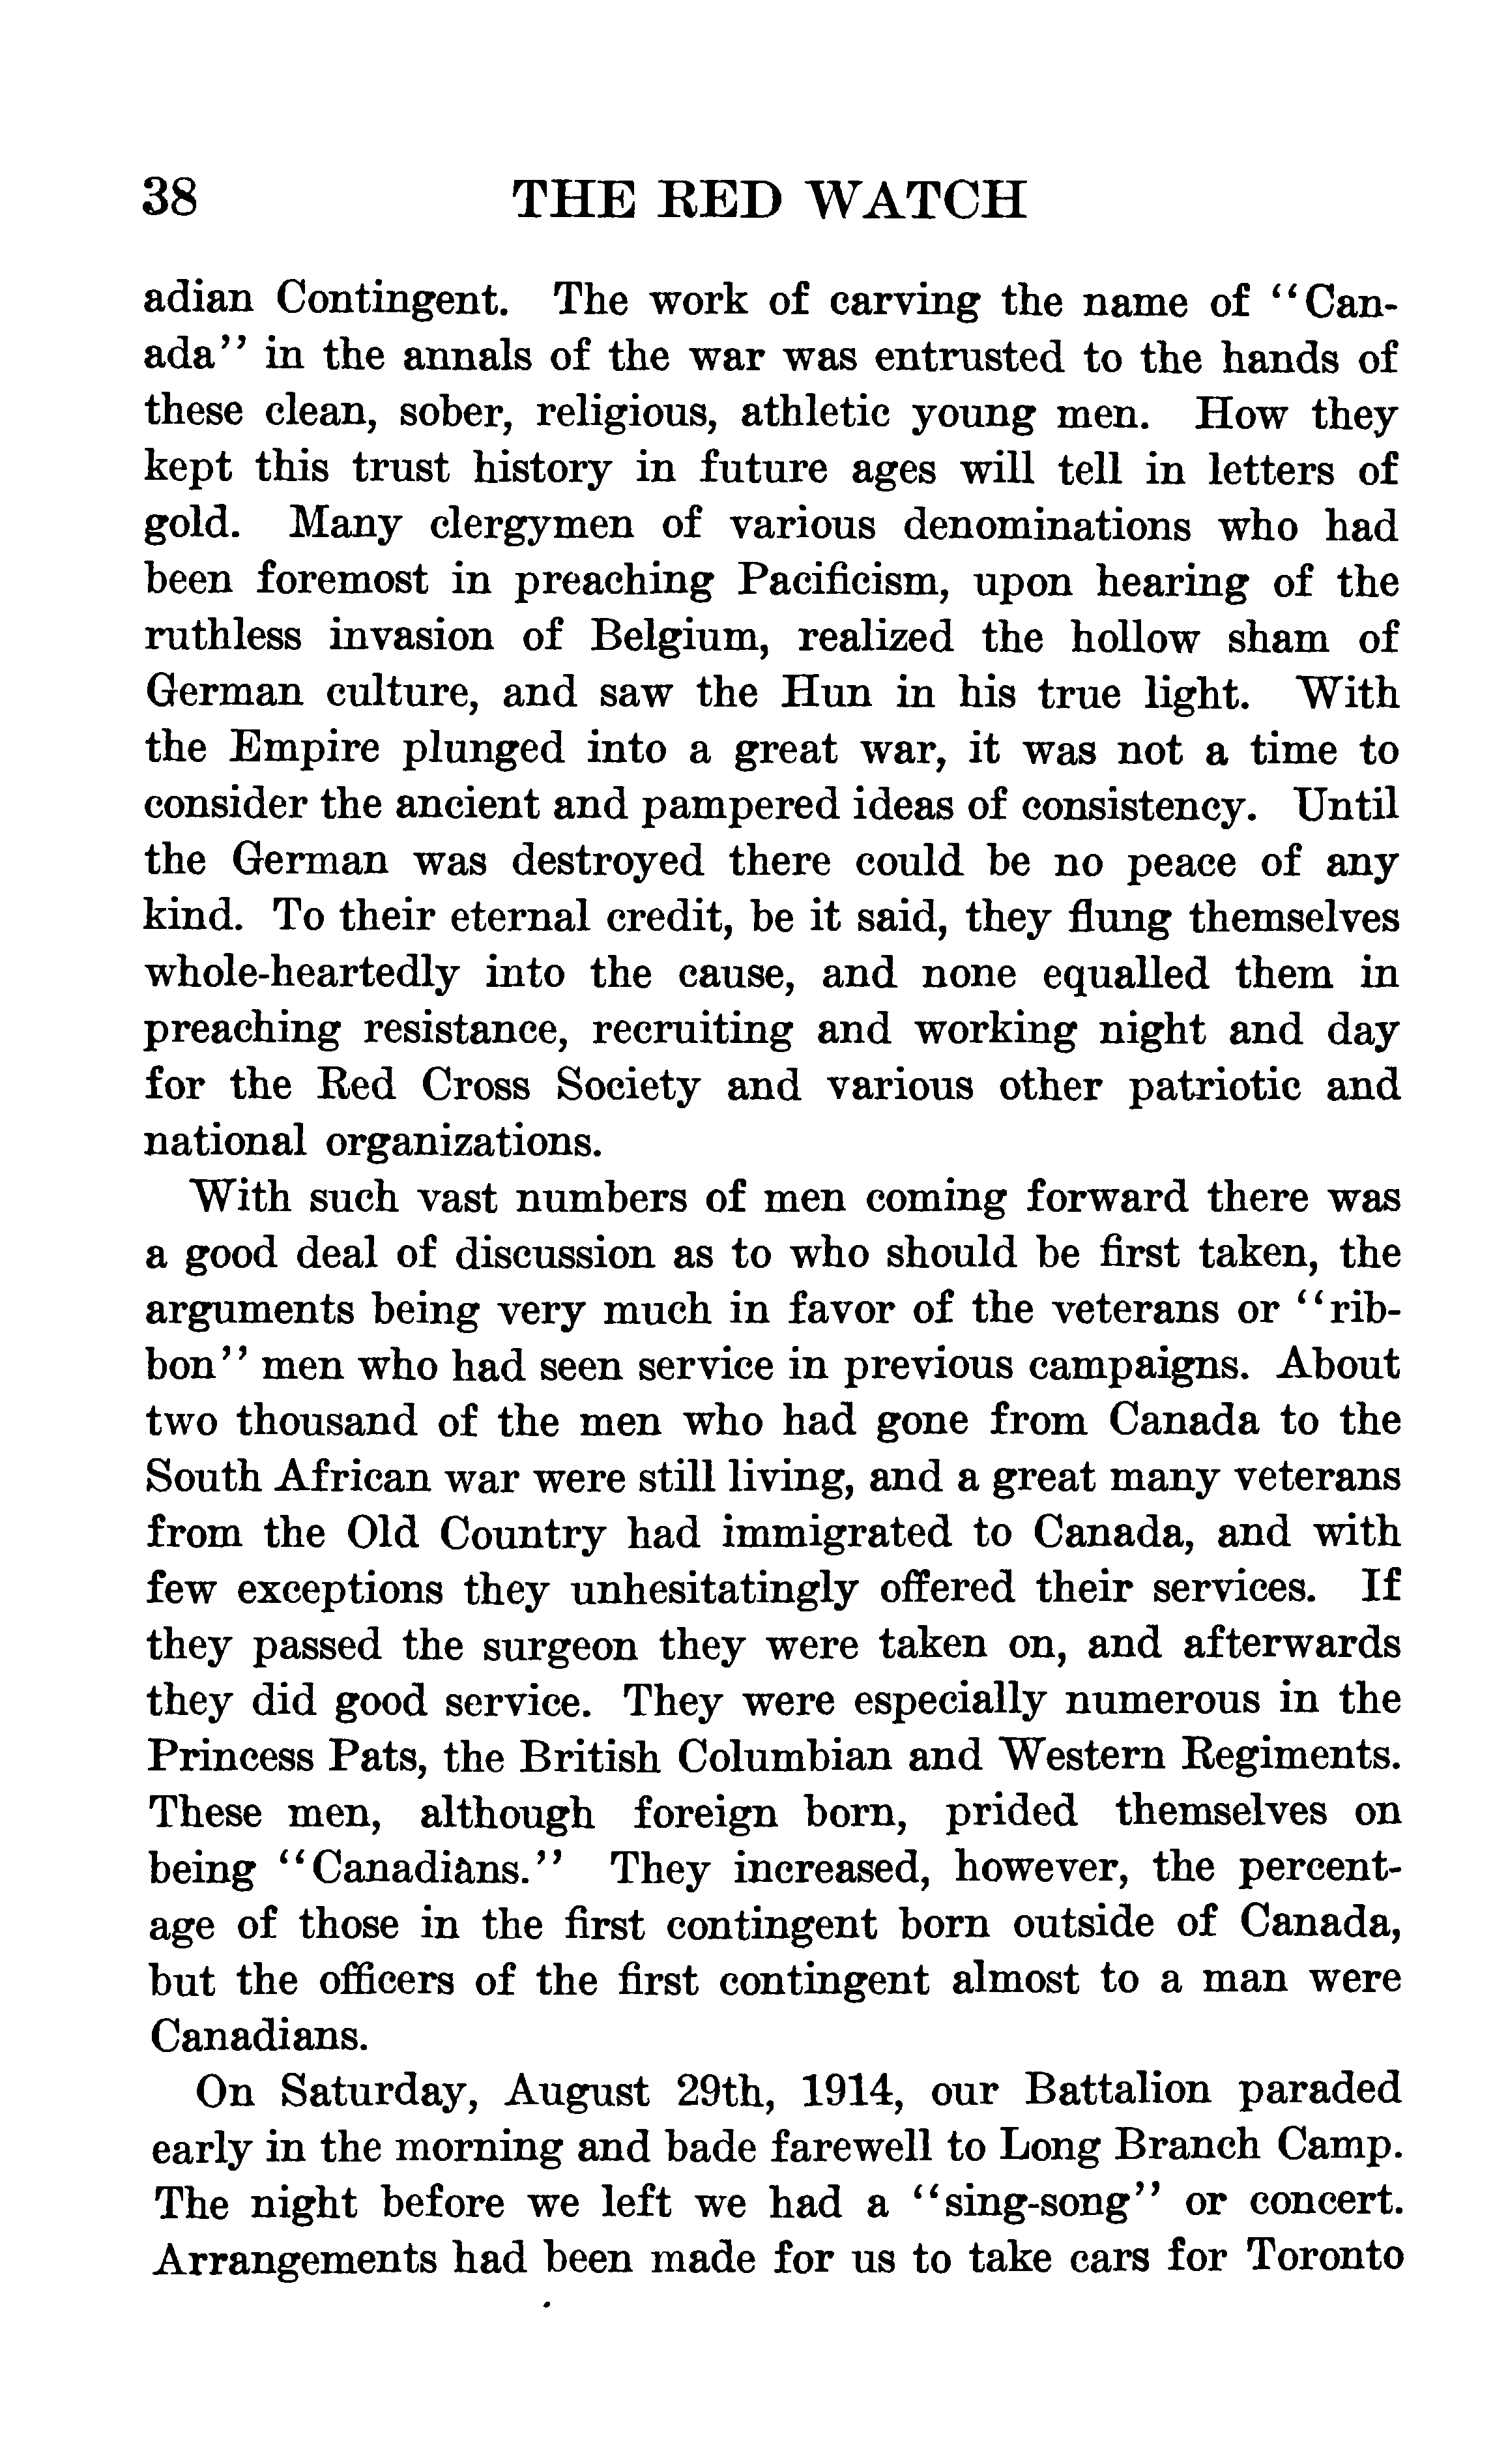 38 THE RED WATCH
adian Contingent. The work of carving the name of "Can-
ada" in the annals of the war was entrusted to the hands of
these clean, sober, religious, athletic young men. How they
kept this trust history in future ages will tell in letters of
gold. Many clergymen of various denominations who had
been foremost in preaching Pacificism, upon hearing of the
ruthless invasion of Belgium, realized the hollow sham of
German culture, and saw the Hun in his true light. With
the Empire plunged into a great war, it was not a time to
consider the ancient and pampered ideas of consistency. Until
the German was destroyed there could be no peace of any
kind. To their eternal credit, be it said, they flung themselves
whole-heartedly into the cause, and none equalled them in
preaching resistance, recruiting and working night and day
for the Red Cross Society and various other patriotic and
national organizations.
With such vast numbers of men coming forward there was
a good deal of discussion as to who should be first taken, the
arguments being very much in favor of the veterans or "rib-
bon" men who had seen service in previous campaigns. About
two thousand of the men who had gone from Canada to the
South African war were still living, and a great many veterans
from the Old Country had immigrated to Canada, and with
few exceptions they unhesitatingly offered their services. If
they passed the surgeon they were taken on, and afterwards
they did good service. They were especially numerous in the
Princess Pats, the British Columbian and Western Regiments.
These men, although foreign born, prided themselves on
being "Canadians." They increased, however, the percent-
age of those in the first contingent born outside of Canada,
but the officers of the first contingent almost to a man were
Canadians.
On Saturday, August 29th, 1914, our Battalion paraded
early in the morning and bade farewell to Long Branch Camp.
The night before we left we had a "sing-song" or concert.
Arrangements had been made for us to take cars for Toronto